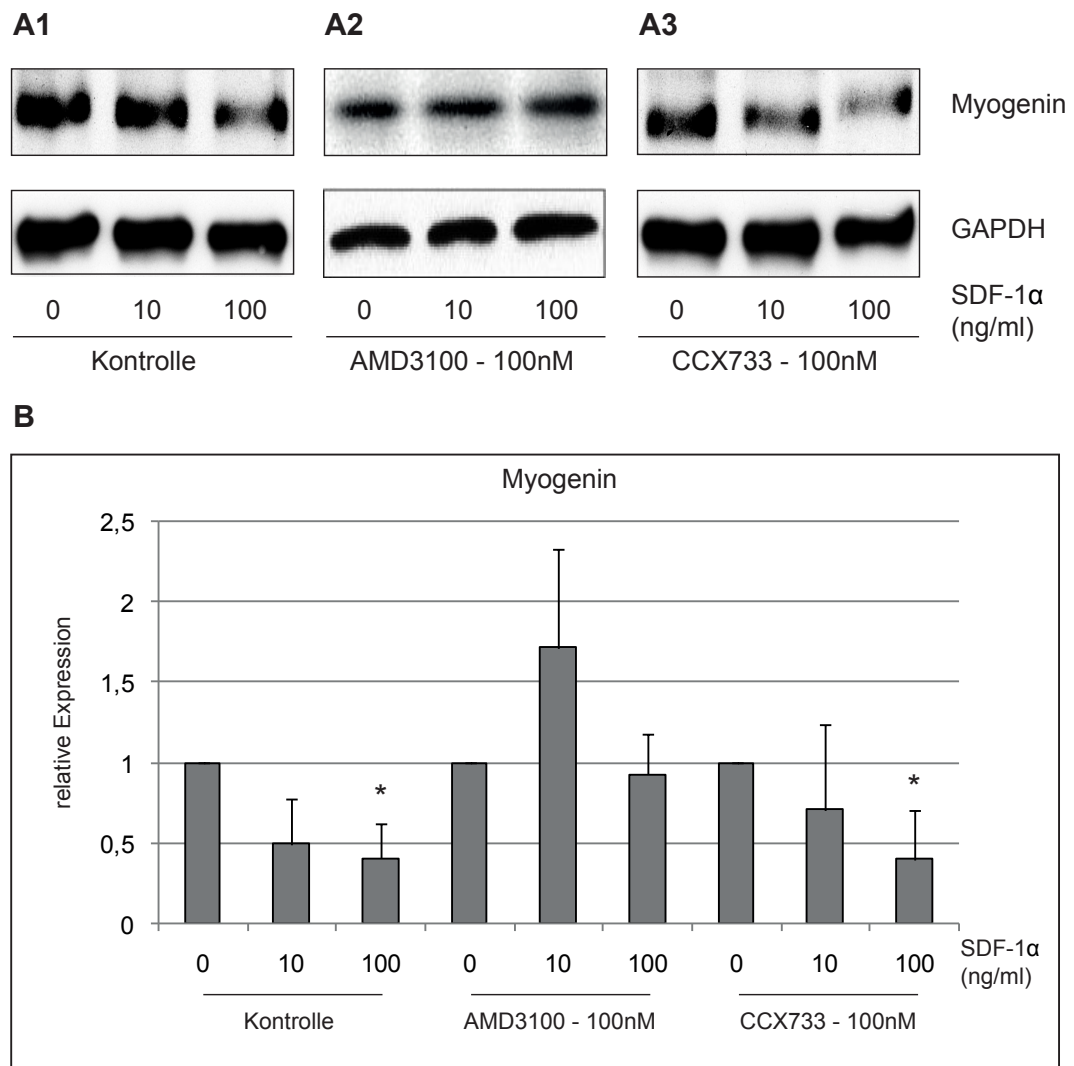 A1 A2 A3
Myogenin
GAPDH
0 10 100 0 10 100 0 10 100 SDF-1α
(ng/ml)
Kontrolle AMD3100 - 100nM CCX733 - 100nM
B
Myogenin
relative Expression
2,5
2
1,5
1
0,5
0
* *
0 10 100 0 10 100 0 10 100 SDF-1α
(ng/ml)
Kontrolle AMD3100 - 100nM CCX733 - 100nM